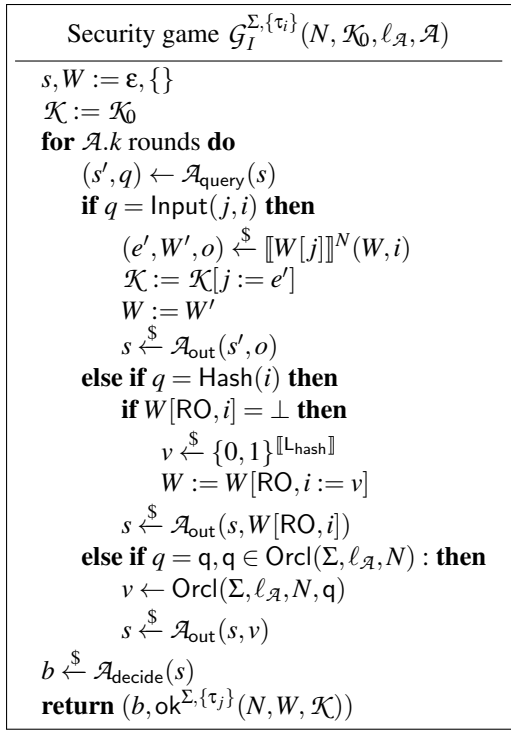 Security game 𝒢_I^{Σ,{τ_i}}(N, 𝒦_0, ℓ_𝒜, 𝒜)
s, W := ε, {}
𝒦 := 𝒦_0
for 𝒜.k rounds do
(s′, q) ← 𝒜_query(s)
if q = Input(j, i) then
(e′, W′, o) ←$ ⟦W[j]⟧^N(W, i)
𝒦 := 𝒦[j := e′]
W := W′
s ←$ 𝒜_out(s′, o)
else if q = Hash(i) then
if W[RO, i] = ⊥ then
v ←$ {0, 1}^{⟦L_hash⟧}
W := W[RO, i := v]
s ←$ 𝒜_out(s, W[RO, i])
else if q = q, q ∈ Orcl(Σ, ℓ_𝒜, N) : then
v ← Orcl(Σ, ℓ_𝒜, N, q)
s ←$ 𝒜_out(s, v)
b ←$ 𝒜_decide(s)
return (b, ok^{Σ,{τ_j}}(N, W, 𝒦))